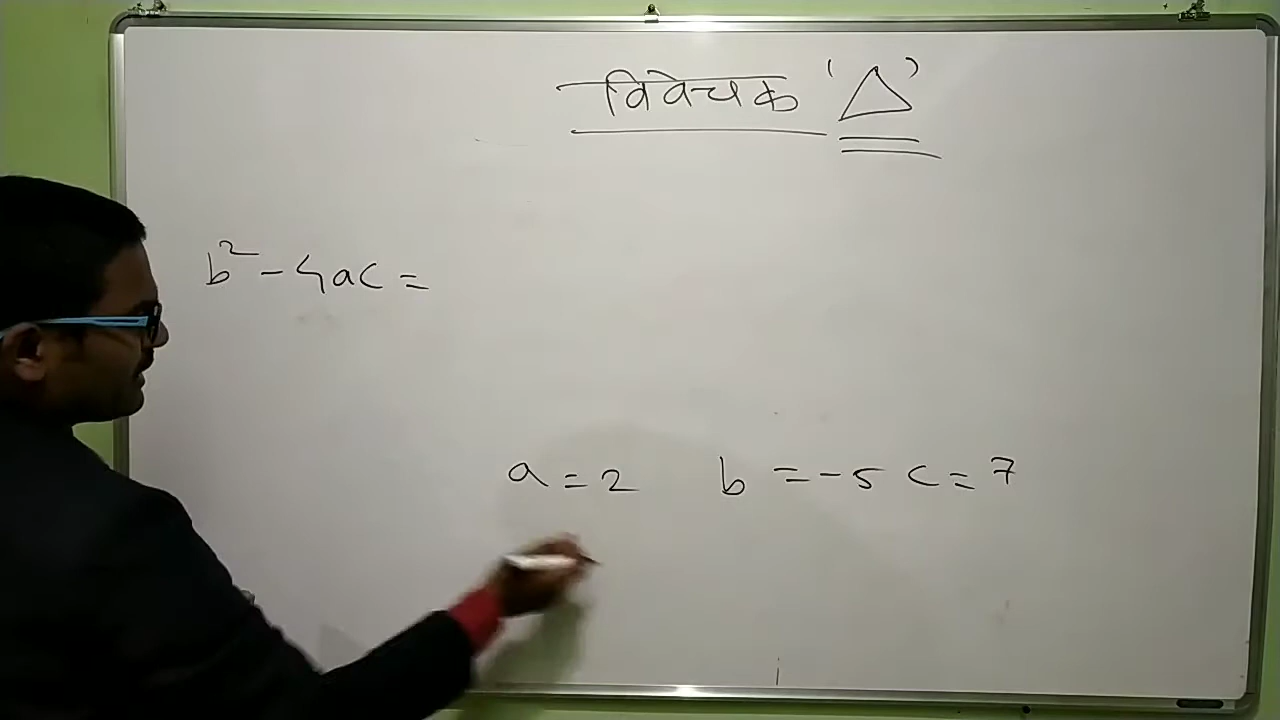 विवेचक 'Δ'
b² - 4ac =
a = 2 b = -5 c = 7